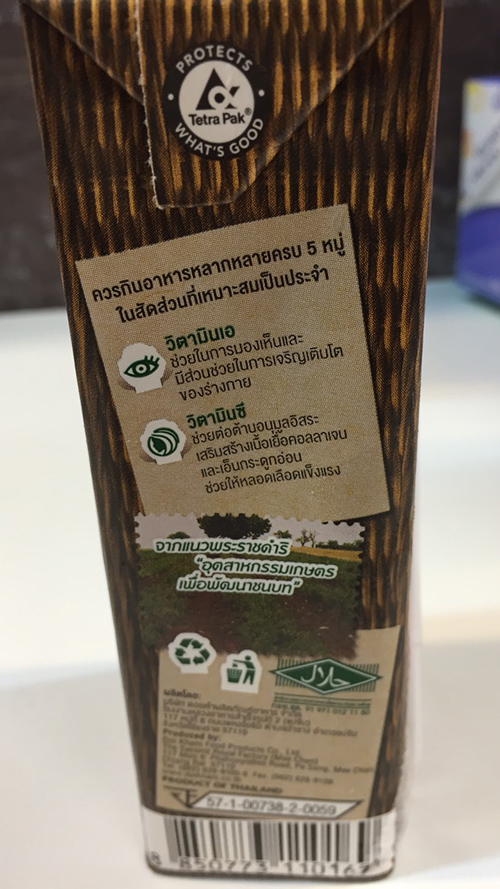 PROTECTS
Tetra Pak®
WHAT'S GOOD
ควรกินอาหารหลากหลายครบ 5 หมู่
ในสัดส่วนที่เหมาะสมเป็นประจำ
วิตามินเอ
ช่วยในการมองเห็นและ
มีส่วนช่วยในการเจริญเติบโต
ของร่างกาย
วิตามินซี
ช่วยต่อต้านอนุมูลอิสระ
เสริมสร้างเนื้อเยื่อคอลลาเจน
และเอ็นกระดูกอ่อน
ช่วยให้หลอดเลือดแข็งแรง
จากแนวพระราชดำริ
"อุตสาหกรรมเกษตร
เพื่อพัฒนาชนบท"
حلال
ผลิตโดย:
Produced by:
Doi Kham Food Products Co., Ltd.
PRODUCT OF THAILAND
57-1-00738-2-0059
8 850773 110167